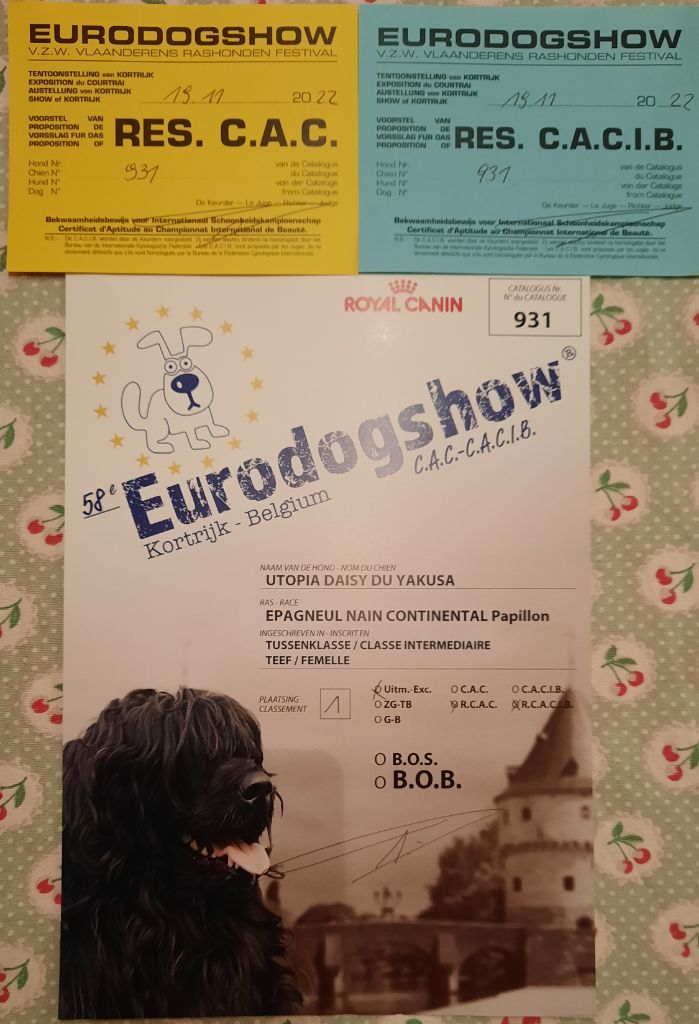 EURODOGSHOW
V.Z.W. VLAANDERENS RASHONDEN FESTIVAL
TENTOONSTELLING van KORTRIJK
EXPOSITION du COURTRAI
AUSTELLUNG von KORTRIJK
SHOW of KORTRIJK
19.11 2022
VOORSTEL VAN
PROPOSITION DE
VORSSLAG FUR DAS
PROPOSITION OF
RES. C.A.C.
Hond Nr. van de Catalogue
Chien N° du Catalogue
Hund N° von der Catalogue
Dog N° from Catalogue
931
De Keurder — Le Juge — Richter — Judge
Bekwaamheidsbewijs voor Internationaal Schoonheidskampioenschap
Certificat d'Aptitude au Championnat International de Beauté.
EURODOGSHOW
V.Z.W. VLAANDERENS RASHONDEN FESTIVAL
TENTOONSTELLING van KORTRIJK
EXPOSITION du COURTRAI
AUSTELLUNG von KORTRIJK
SHOW of KORTRIJK
19.11 2022
VOORSTEL VAN
PROPOSITION DE
VORSSLAG FUR DAS
PROPOSITION OF
RES. C.A.C.I.B.
Hond Nr. van de Catalogue
Chien N° du Catalogue
Hund N° von der Catalogue
Dog N° from Catalogue
931
De Keurder — Le Juge — Richter — Judge
Bekwaamheidsbewijs voor Internationaal Schoonheidskampioenschap
Certificat d'Aptitude au Championnat International de Beauté.
ROYAL CANIN
CATALOGUS Nr.
N° du CATALOGUE
931
58e Eurodogshow
C.A.C.-C.A.C.I.B.
Kortrijk - Belgium
NAAM VAN DE HOND - NOM DU CHIEN
UTOPIA DAISY DU YAKUSA
RAS - RACE
EPAGNEUL NAIN CONTINENTAL Papillon
INGESCHREVEN IN - INSCRIT EN
TUSSENKLASSE / CLASSE INTERMEDIAIRE
TEEF / FEMELLE
PLAATSING
CLASSEMENT
1
Uitm.-Exc. C.A.C. C.A.C.I.B.
ZG-TB R.C.A.C. R.C.A.C.I.B.
G-B
B.O.S.
B.O.B.